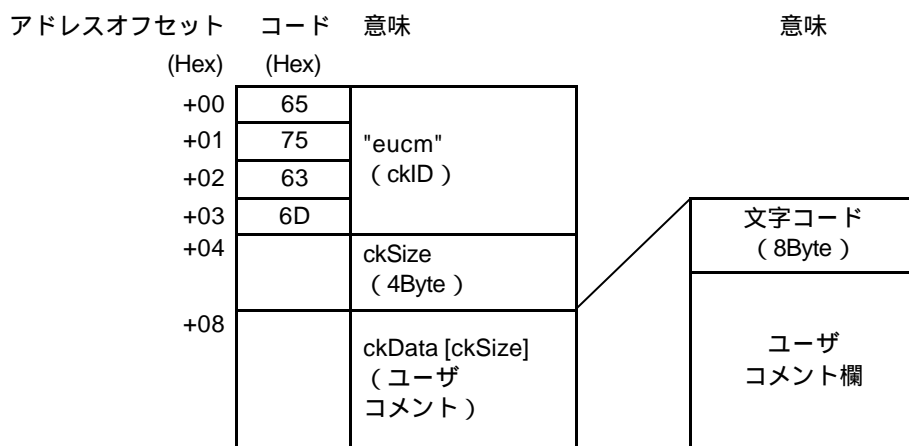 アドレスオフセット コード 意味 意味
(Hex) (Hex)
+00 65
+01 75 "eucm"
+02 63 （ckID）
+03 6D 文字コード
+04 ckSize （8Byte）
（4Byte）
+08
ckData [ckSize] ユーザ
（ユーザ コメント欄
コメント）